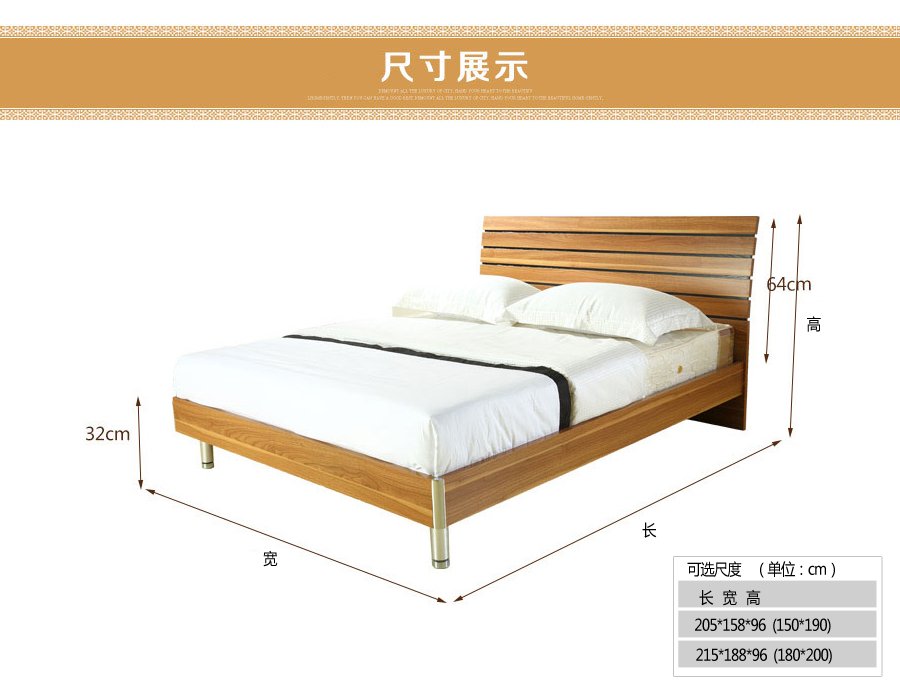 尺寸展示
64cm
高
32cm
长
宽
可选尺度 （单位：cm ）
长 宽 高
205*158*96 (150*190)
215*188*96 (180*200)